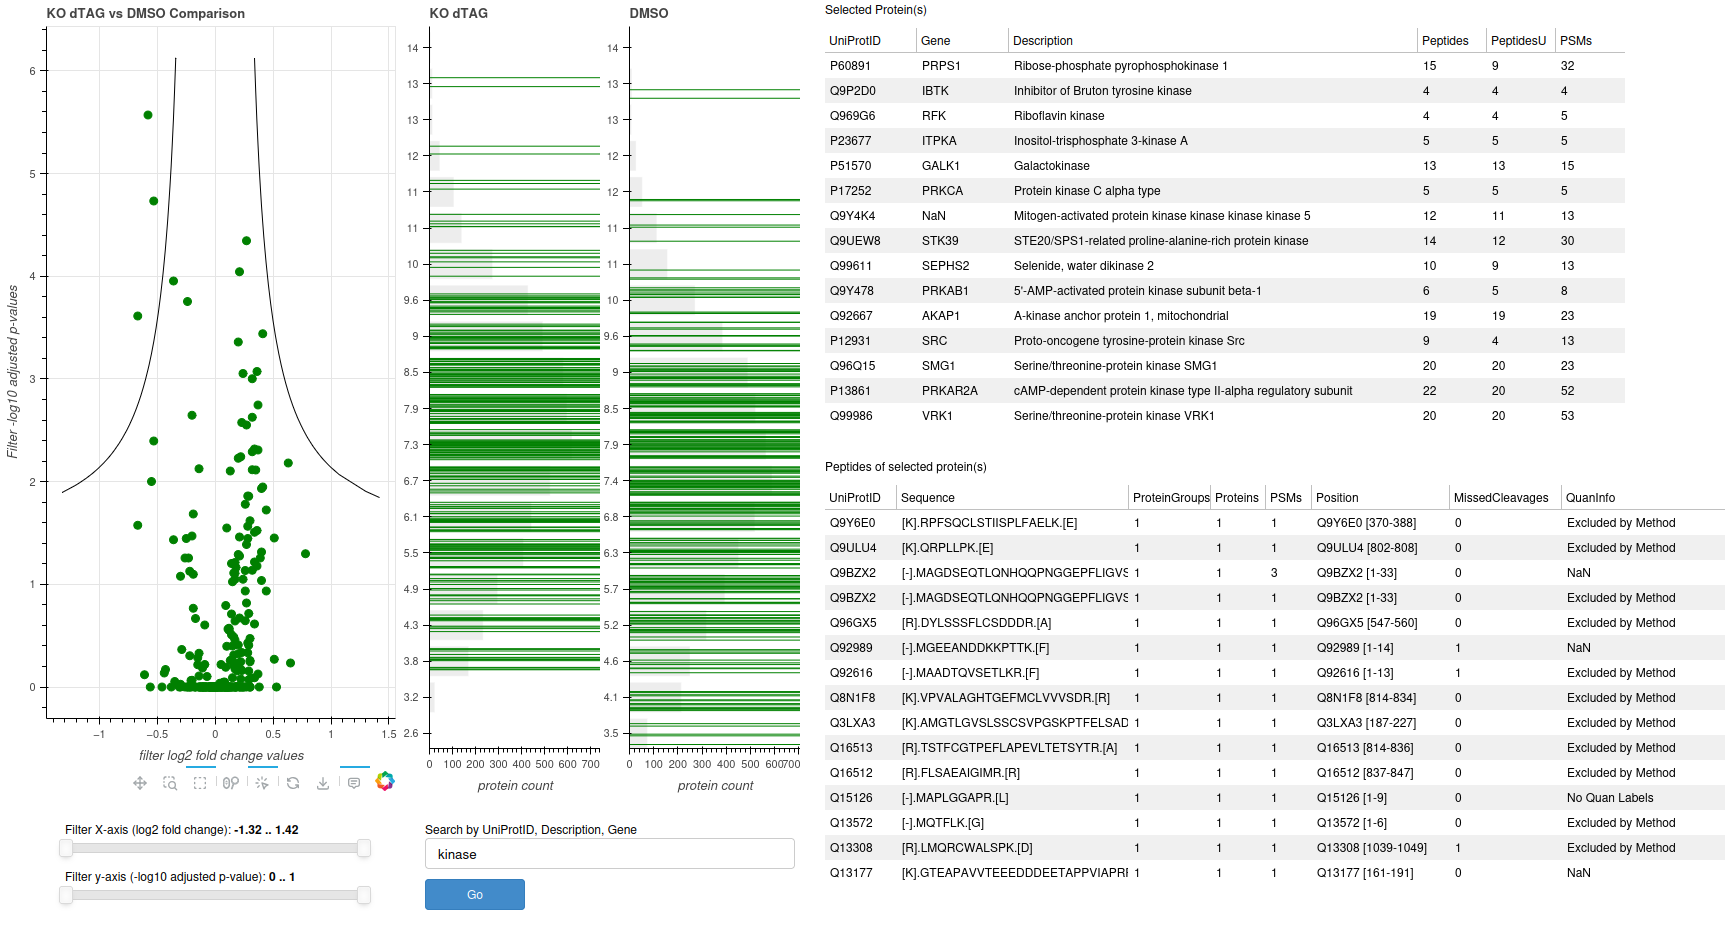 KO dTAG vs DMSO Comparison
Filter -log10 adjusted p-values
6
5
4
3
2
1
0
−1
−0.5
0
0.5
1
1.5
filter log2 fold change values
KO dTAG
14
13
13
12
11
11
10
9.6
9
8.5
7.9
7.3
6.7
6.1
5.5
4.9
4.3
3.8
3.2
2.6
0 100 200 300 400 500 600 700
protein count
DMSO
14
13
13
12
12
11
11
10
9.6
9
8.5
7.9
7.4
6.8
6.3
5.7
5.2
4.6
4.1
3.5
0 100 200 300 400 500 600700
protein count
Filter X-axis (log2 fold change): -1.32 .. 1.42
Filter y-axis (-log10 adjusted p-value): 0 .. 1
Search by UniProtID, Description, Gene
kinase
Go
Selected Protein(s)
UniProtID Gene Description Peptides PeptidesU PSMs
P60891 PRPS1 Ribose-phosphate pyrophosphokinase 1 15 9 32
Q9P2D0 IBTK Inhibitor of Bruton tyrosine kinase 4 4 4
Q969G6 RFK Riboflavin kinase 4 4 5
P23677 ITPKA Inositol-trisphosphate 3-kinase A 5 5 5
P51570 GALK1 Galactokinase 13 13 15
P17252 PRKCA Protein kinase C alpha type 5 5 5
Q9Y4K4 NaN Mitogen-activated protein kinase kinase kinase kinase 5 12 11 13
Q9UEW8 STK39 STE20/SPS1-related proline-alanine-rich protein kinase 14 12 30
Q99611 SEPHS2 Selenide, water dikinase 2 10 9 13
Q9Y478 PRKAB1 5'-AMP-activated protein kinase subunit beta-1 6 5 8
Q92667 AKAP1 A-kinase anchor protein 1, mitochondrial 19 19 23
P12931 SRC Proto-oncogene tyrosine-protein kinase Src 9 4 13
Q96Q15 SMG1 Serine/threonine-protein kinase SMG1 20 20 23
P13861 PRKAR2A cAMP-dependent protein kinase type II-alpha regulatory subunit 22 20 52
Q99986 VRK1 Serine/threonine-protein kinase VRK1 20 20 53
Peptides of selected protein(s)
UniProtID Sequence ProteinGroups Proteins PSMs Position MissedCleavages QuanInfo
Q9Y6E0 [K].RPFSQCLSTIISPLFAELK.[E] 1 1 1 Q9Y6E0 [370-388] 0 Excluded by Method
Q9ULU4 [K].QRPLLPK.[E] 1 1 1 Q9ULU4 [802-808] 0 Excluded by Method
Q9BZX2 [-].MAGDSEQTLQNHQQPNGGEPFLIGVS 1 1 3 Q9BZX2 [1-33] 0 NaN
Q9BZX2 [-].MAGDSEQTLQNHQQPNGGEPFLIGVS 1 1 1 Q9BZX2 [1-33] 0 Excluded by Method
Q96GX5 [R].DYLSSSFLCSDDDR.[A] 1 1 1 Q96GX5 [547-560] 0 Excluded by Method
Q92989 [-].MGEEANDDKKPTTK.[F] 1 1 1 Q92989 [1-14] 1 NaN
Q92616 [-].MAADTQVSETLKR.[F] 1 1 1 Q92616 [1-13] 1 Excluded by Method
Q8N1F8 [K].VPVALAGHTGEFMCLVVVSDR.[R] 1 1 1 Q8N1F8 [814-834] 0 Excluded by Method
Q3LXA3 [K].AMGTLGVSLSSCSVPGSKPTFELSAD 1 1 1 Q3LXA3 [187-227] 0 Excluded by Method
Q16513 [R].TSTFCGTPEFLAPEVLTETSYTR.[A] 1 1 1 Q16513 [814-836] 0 Excluded by Method
Q16512 [R].FLSAEAIGIMR.[R] 1 1 1 Q16512 [837-847] 0 Excluded by Method
Q15126 [-].MAPLGGAPR.[L] 1 1 1 Q15126 [1-9] 0 No Quan Labels
Q13572 [-].MQTFLK.[G] 1 1 1 Q13572 [1-6] 0 Excluded by Method
Q13308 [R].LMQRCWALSPK.[D] 1 1 1 Q13308 [1039-1049] 1 Excluded by Method
Q13177 [K].GTEAPAVVTEEEDDDEETAPPVIAPRI 1 1 1 Q13177 [161-191] 0 NaN